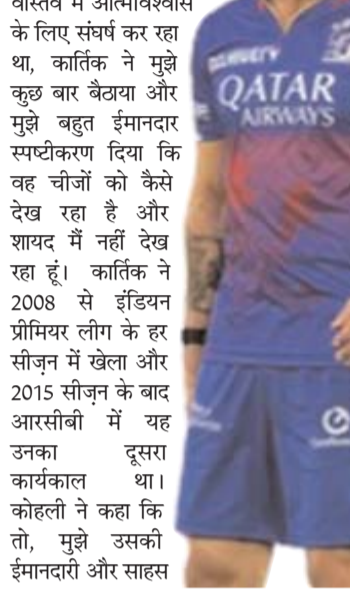 वास्तव में आत्मविश्वास
के लिए संघर्ष कर रहा
था, कार्तिक ने मुझे
कुछ बार बैठाया और
मुझे बहुत ईमानदार
स्पष्टीकरण दिया कि
वह चीजों को कैसे
देख रहा है और
शायद मैं नहीं देख
रहा हूं। कार्तिक ने
2008 से इंडियन
प्रीमियर लीग के हर
सीज़न में खेला और
2015 सीज़न के बाद
आरसीबी में यह
उनका दूसरा
कार्यकाल था।
कोहली ने कहा कि
तो, मुझे उसकी
ईमानदारी और साहस
QATAR
AIRWAYS